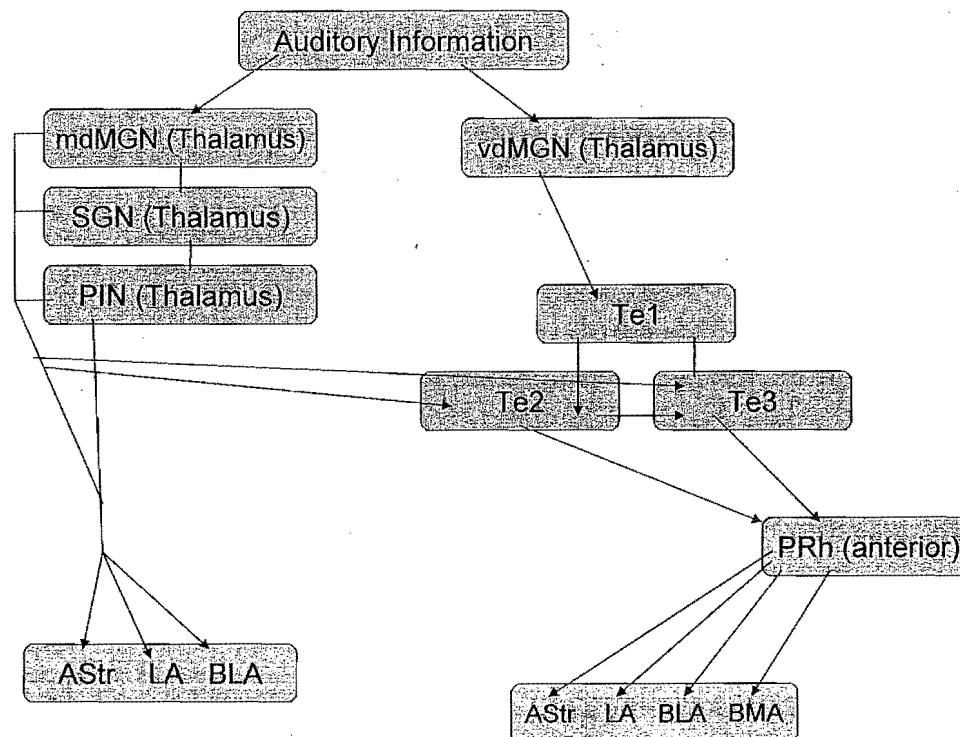 Auditory Information
mdMGN (Thalamus)
vdMGN (Thalamus)
SGN (Thalamus)
PIN (Thalamus)
Te1
Te2
Te3
PRh (anterior)
AStr LA BLA
AStr LA BLA BMA